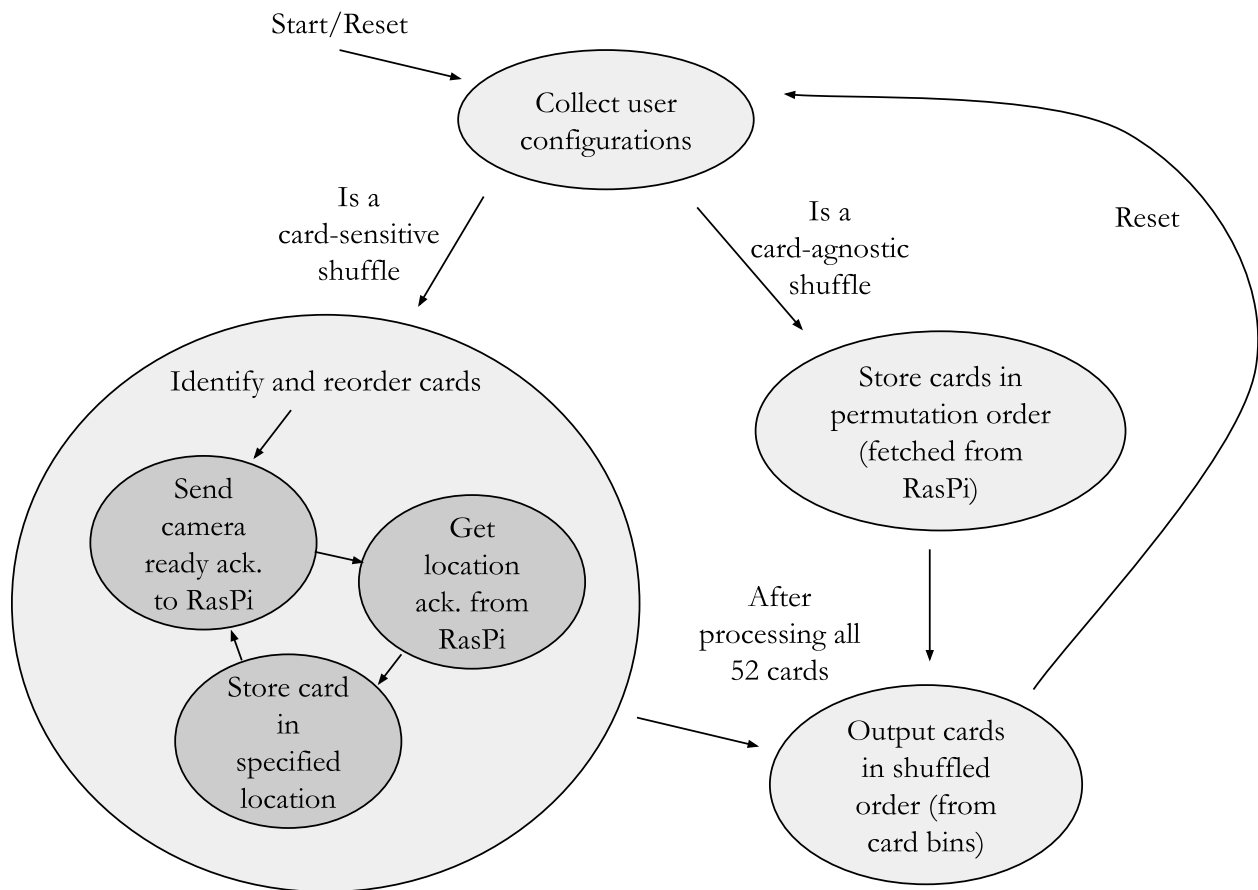 Start/Reset
Collect user
configurations
Is a
card-sensitive
shuffle
Is a
card-agnostic
shuffle
Reset
Identify and reorder cards
Send
camera
ready ack.
to RasPi
Get
location
ack. from
RasPi
Store card
in
specified
location
Store cards in
permutation order
(fetched from
RasPi)
After
processing all
52 cards
Output cards
in shuffled
order (from
card bins)